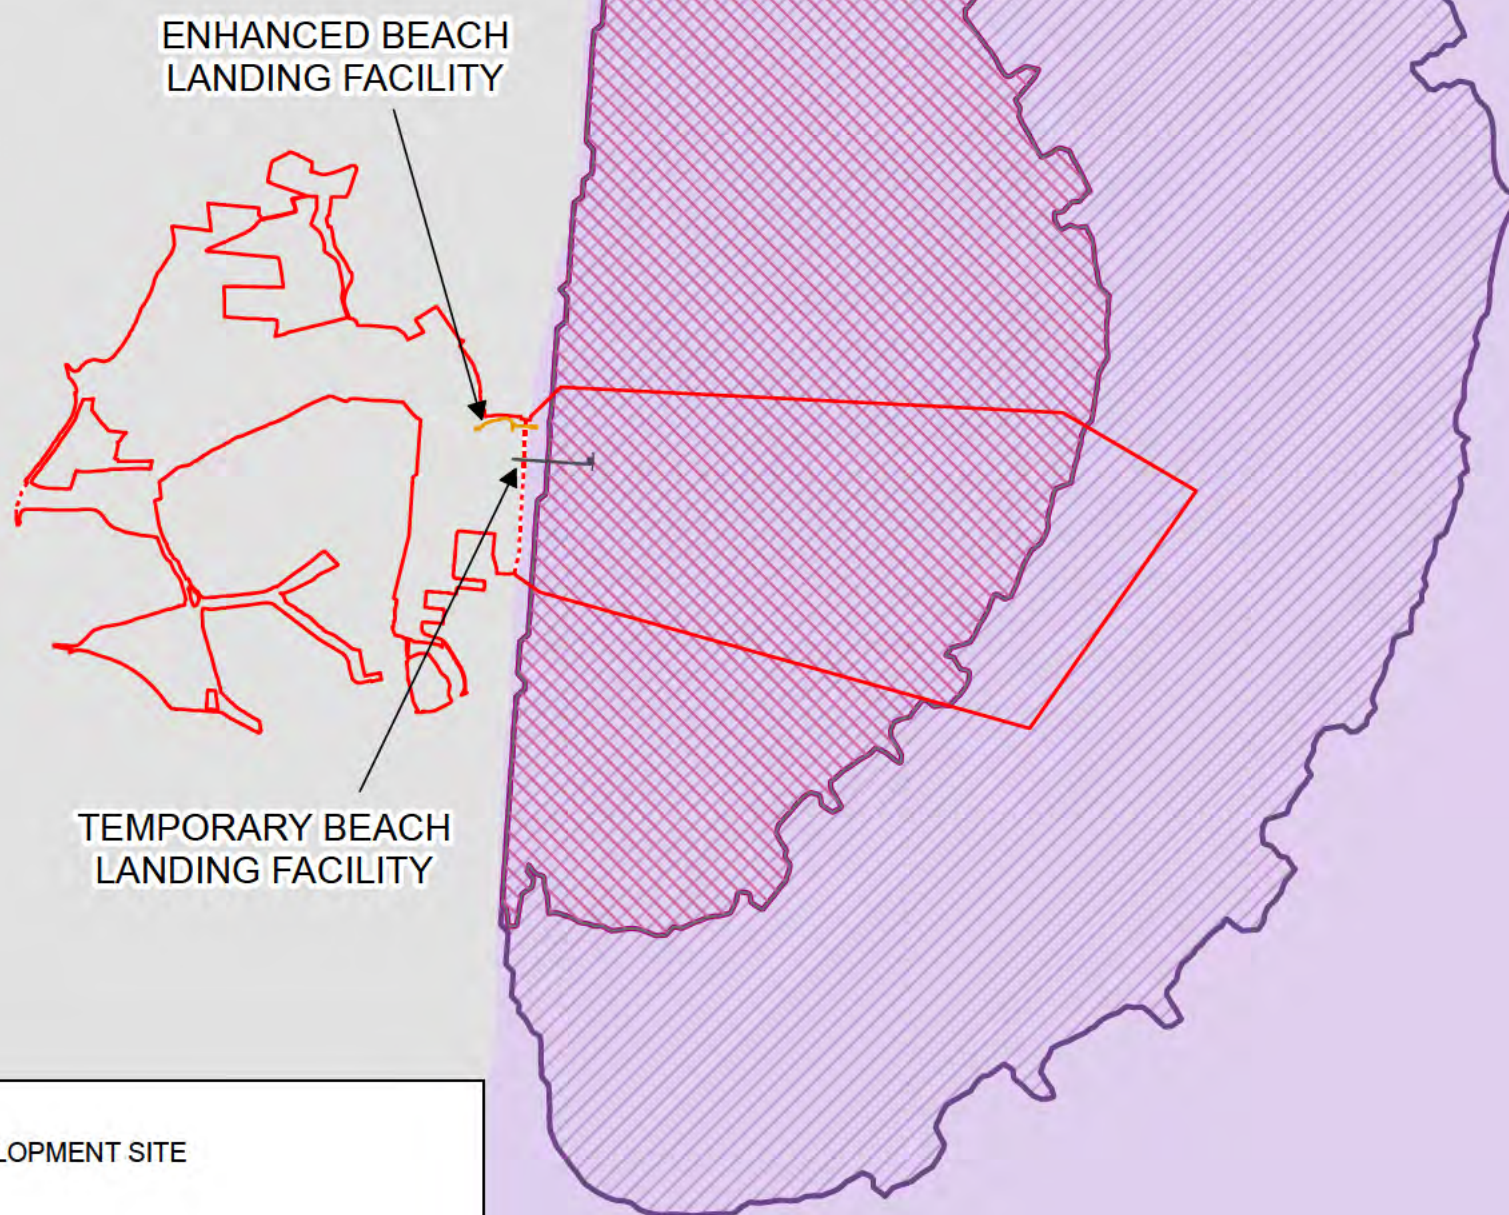 ENHANCED BEACH
LANDING FACILITY
TEMPORARY BEACH
LANDING FACILITY
LOPMENT SITE